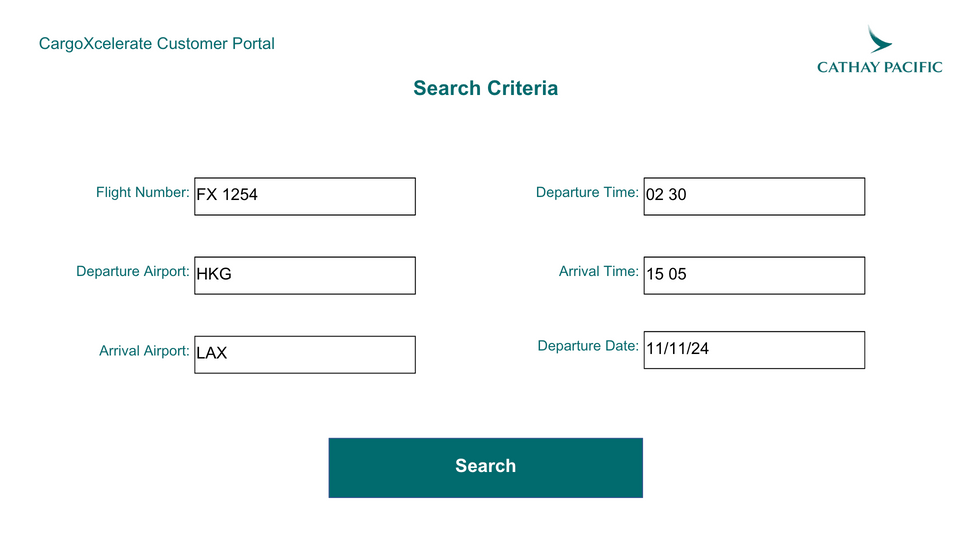 CargoXcelerate Customer Portal
CATHAY PACIFIC
Search Criteria
Flight Number: FX 1254
Departure Time: 02 30
Departure Airport: HKG
Arrival Time: 15 05
Arrival Airport: LAX
Departure Date: 11/11/24
Search